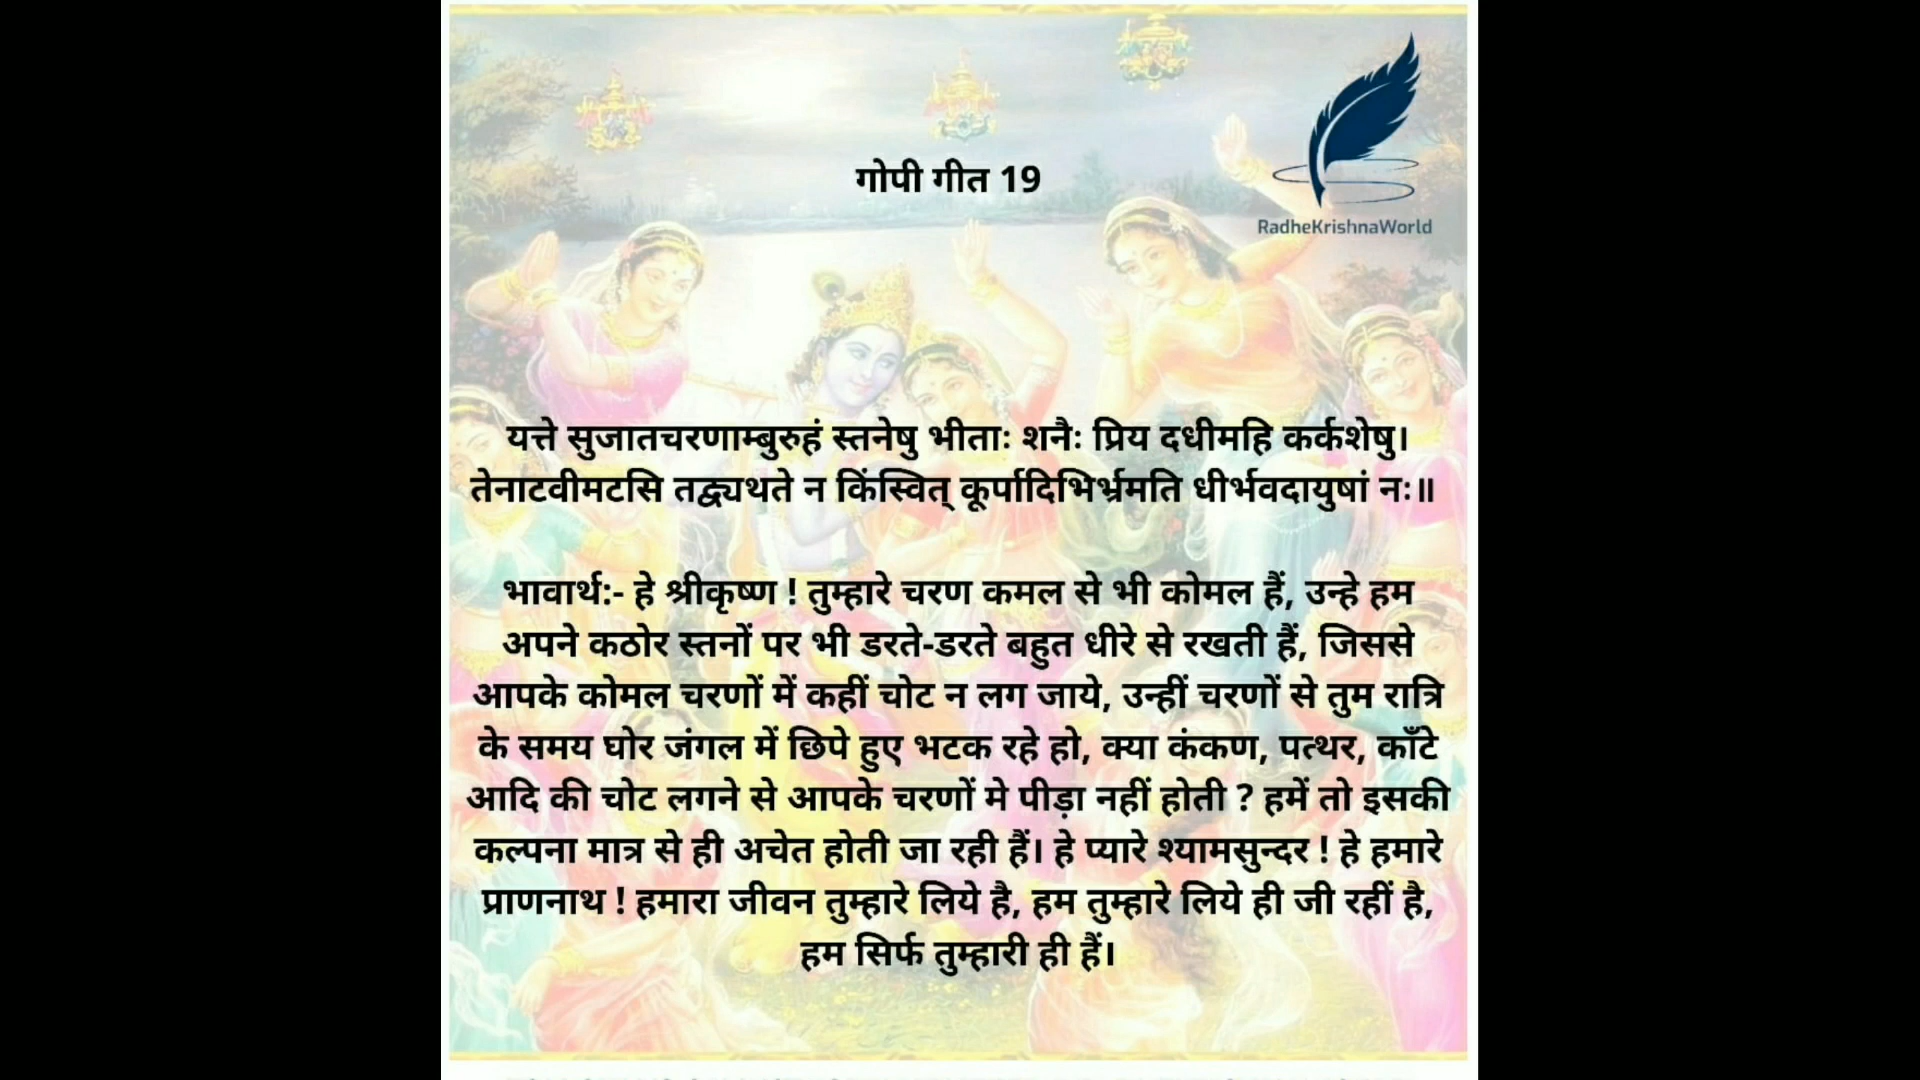 RadheKrishnaWorld
गोपी गीत 19
यत्ते सुजातचरणाम्बुरुहं स्तनेषु भीताः शनैः प्रिय दधीमहि कर्कशेषु।
तेनाटवीमटसि तद्व्यथते न किंस्वित् कूर्पादिभिर्भ्रमति धीर्भवदायुषां नः॥
भावार्थ:- हे श्रीकृष्ण ! तुम्हारे चरण कमल से भी कोमल हैं, उन्हे हम
अपने कठोर स्तनों पर भी डरते-डरते बहुत धीरे से रखती हैं, जिससे
आपके कोमल चरणों में कहीं चोट न लग जाये, उन्हीं चरणों से तुम रात्रि
के समय घोर जंगल में छिपे हुए भटक रहे हो, क्या कंकण, पत्थर, काँटे
आदि की चोट लगने से आपके चरणों मे पीड़ा नहीं होती ? हमें तो इसकी
कल्पना मात्र से ही अचेत होती जा रही हैं। हे प्यारे श्यामसुन्दर ! हे हमारे
प्राणनाथ ! हमारा जीवन तुम्हारे लिये है, हम तुम्हारे लिये ही जी रहीं है,
हम सिर्फ तुम्हारी ही हैं।